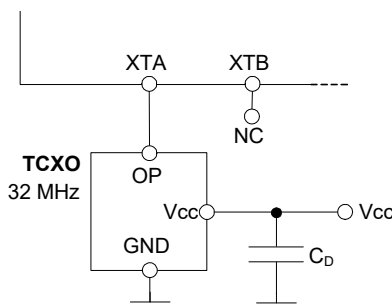 XTA
XTB
NC
TCXO
32 MHz
OP
Vcc
Vcc
GND
CD